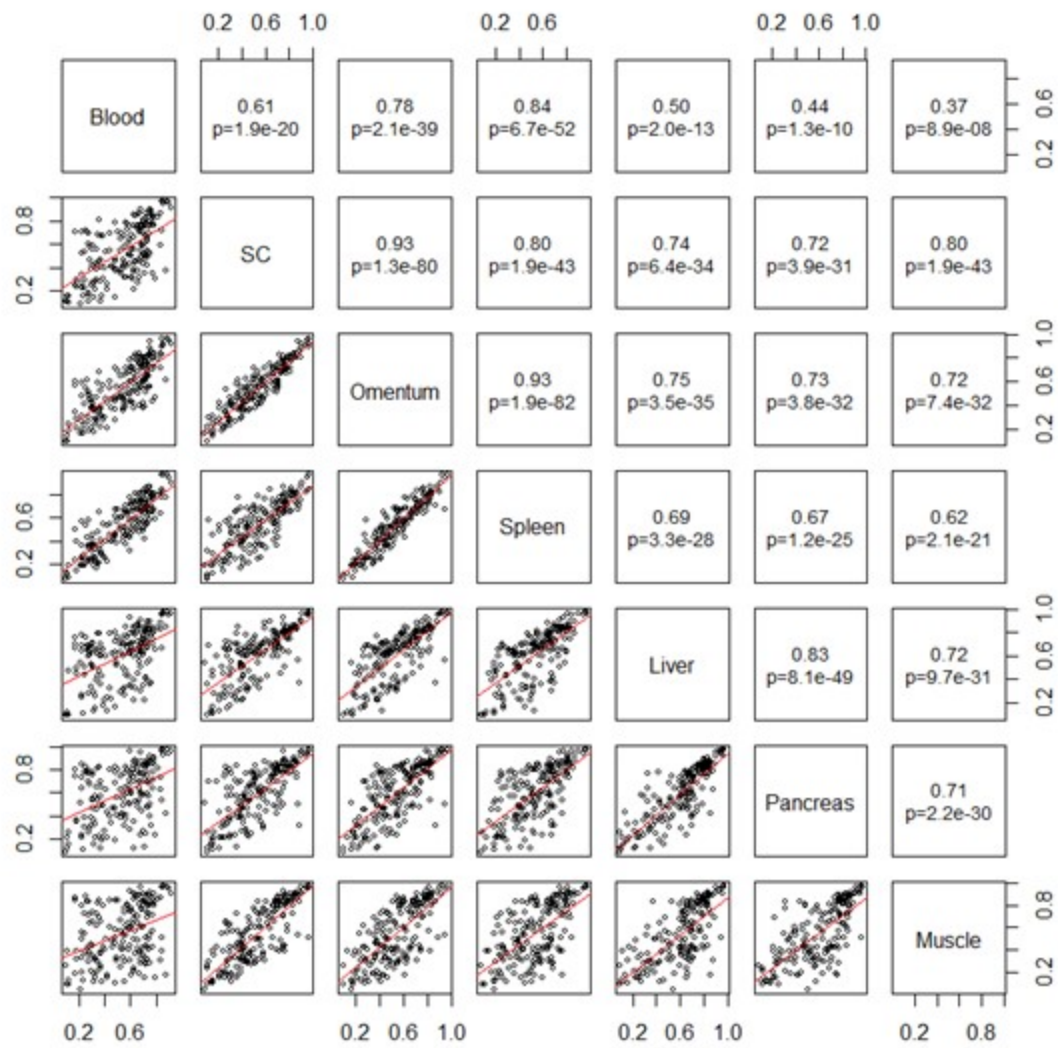 0.2 0.6 1.0 0.2 0.6 0.2 0.6 1.0
Blood 0.61 0.78 0.84 0.50 0.44 0.37
p=1.9e-20 p=2.1e-39 p=6.7e-52 p=2.0e-13 p=1.3e-10 p=8.9e-08
0.2 0.6
0.2 0.8
SC 0.93 0.80 0.74 0.72 0.80
p=1.3e-80 p=1.9e-43 p=6.4e-34 p=3.9e-31 p=1.9e-43
Omentum 0.93 0.75 0.73 0.72
p=1.9e-82 p=3.5e-35 p=3.8e-32 p=7.4e-32
0.2 0.6 1.0
0.2 0.6
Spleen 0.69 0.67 0.62
p=3.3e-28 p=1.2e-25 p=2.1e-21
Liver 0.83 0.72
p=8.1e-49 p=9.7e-31
0.2 0.6 1.0
0.2 0.8
Pancreas 0.71
p=2.2e-30
Muscle
0.2 0.8
0.2 0.6 0.2 0.6 1.0 0.2 0.6 1.0 0.2 0.8